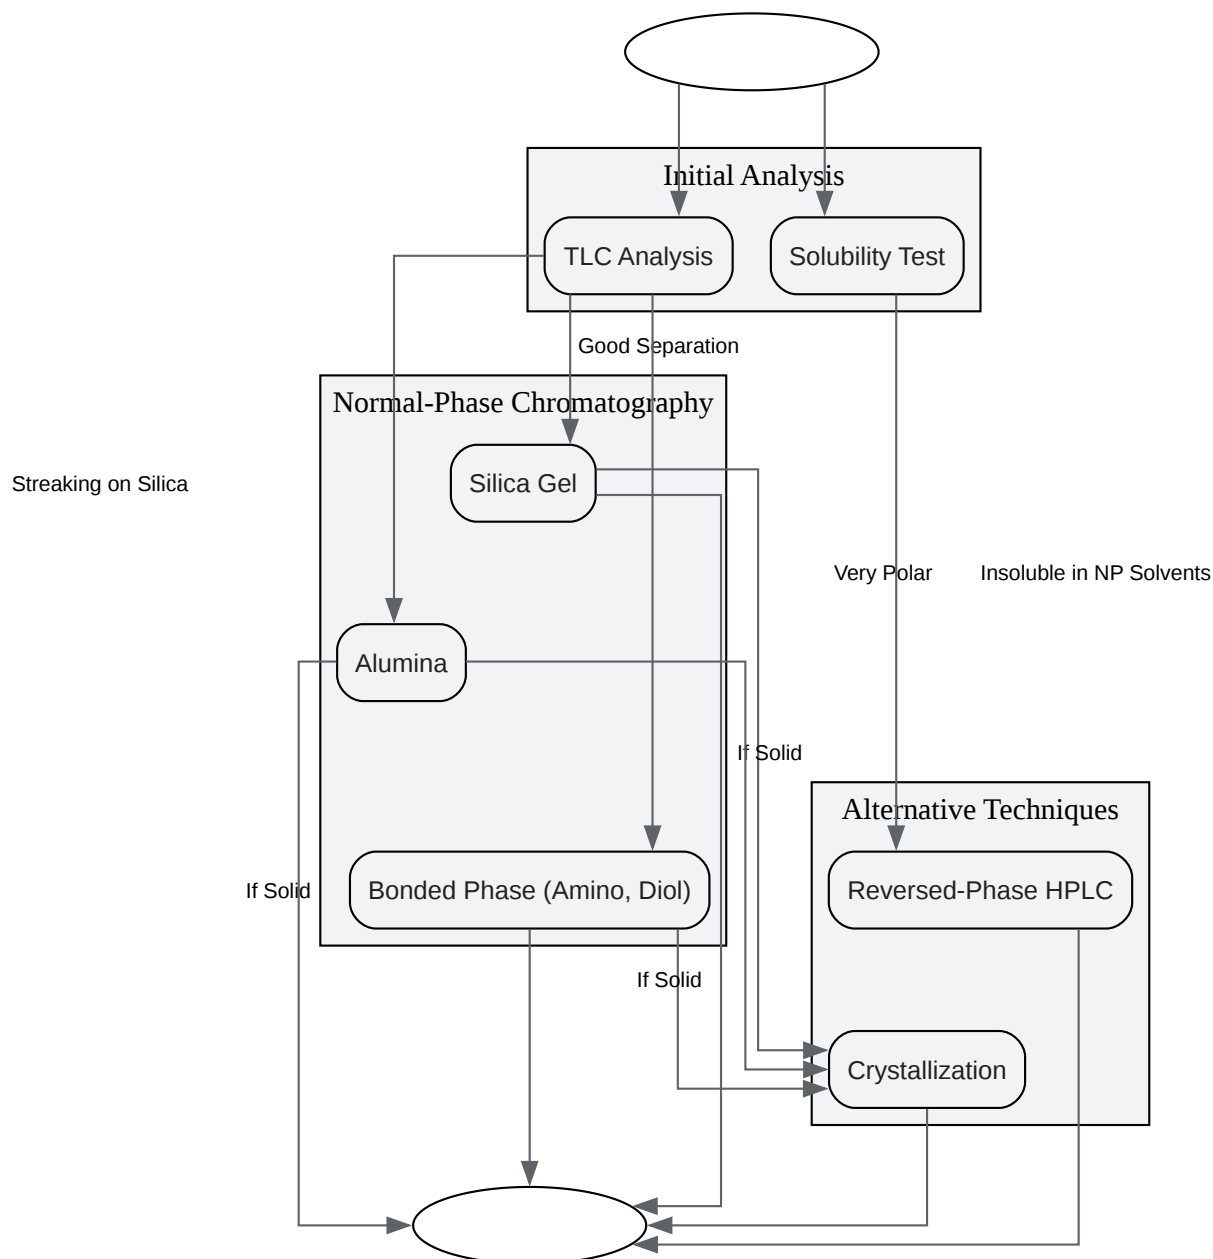 Initial Analysis
TLC Analysis
Solubility Test
Good Separation
Normal-Phase Chromatography
Silica Gel
Streaking on Silica
Very Polar
Insoluble in NP Solvents
Alumina
If Solid
Alternative Techniques
If Solid
Bonded Phase (Amino, Diol)
Reversed-Phase HPLC
If Solid
Crystallization